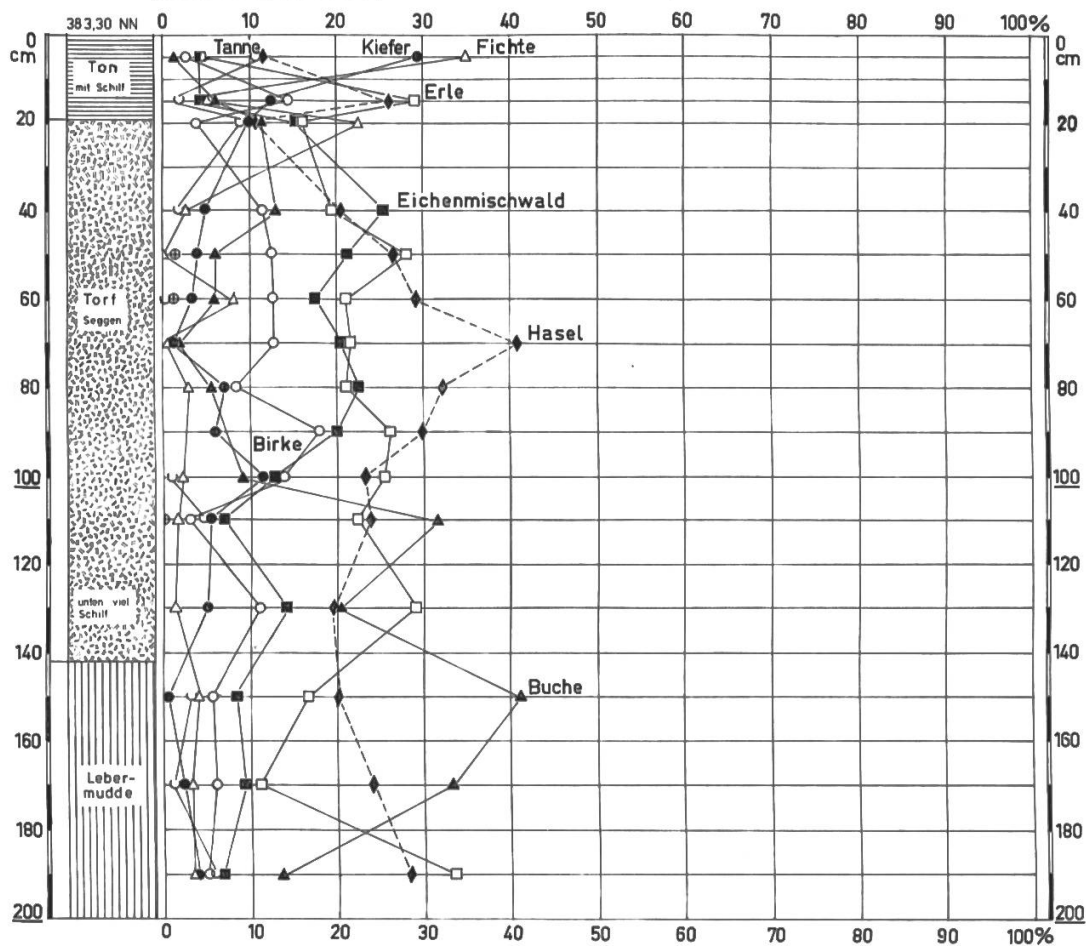 383,30 NN
0 10 20 30 40 50 60 70 80 90 100%
0
cm
20
40
60
80
100
120
140
160
180
200
Ton
mit Schilf
Torf
Seggen
unten viel
Schilf
Leber-
mudde
Tanne
Kiefer
Fichte
Erle
Eichenmischwald
Hasel
Birke
Buche
0
cm
20
40
60
80
100
120
140
160
180
200
0 10 20 30 40 50 60 70 80 90 100%